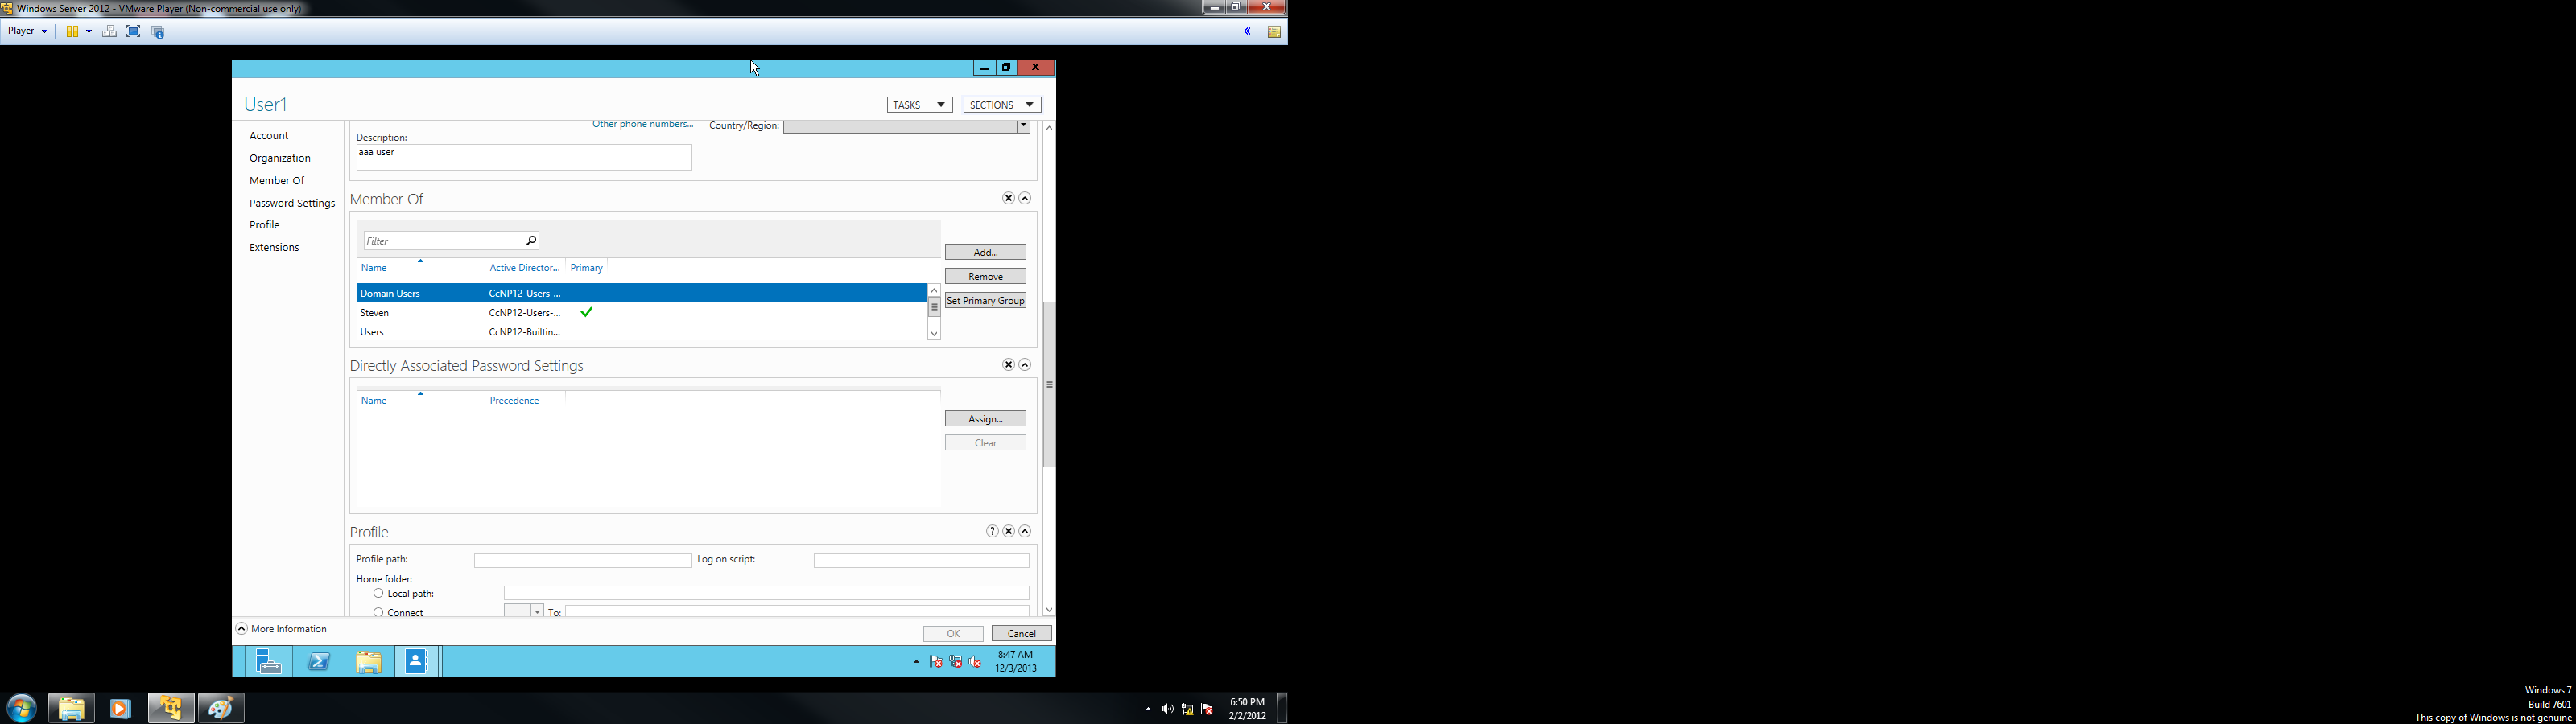 Windows Server 2012 - VMware Player (Non-commercial use only)
Player
User1
TASKS
SECTIONS
Account
Organization
Member Of
Password Settings
Profile
Extensions
Other phone numbers...
Country/Region:
Description:
aaa user
Member Of
Filter
Name Active Director... Primary
Domain Users CcNP12-Users-...
Steven CcNP12-Users-...
Users CcNP12-Builtin...
Add...
Remove
Set Primary Group
Directly Associated Password Settings
Name Precedence
Assign...
Clear
Profile
Profile path:
Log on script:
Home folder:
Local path:
Connect
To:
More Information
OK
Cancel
8:47 AM
12/3/2013
6:50 PM
2/2/2012
Windows 7
Build 7601
This copy of Windows is not genuine